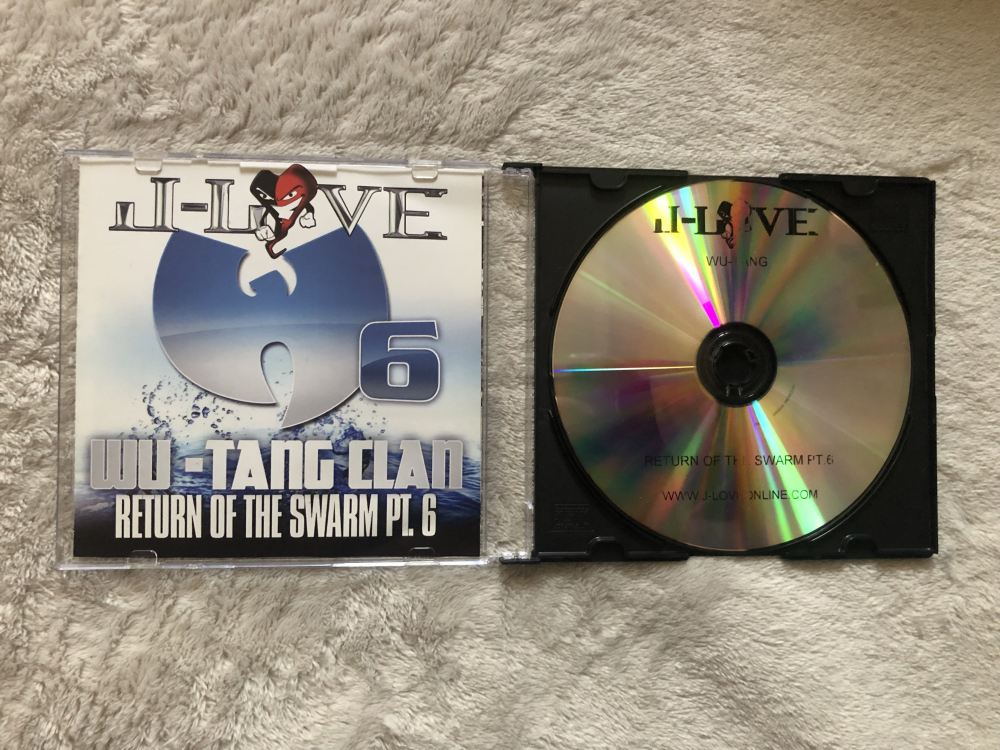 J-LOVE
6
WU-TANG CLAN
RETURN OF THE SWARM PT. 6
J-LOVE
WU-TANG
RETURN OF THE SWARM PT.6
WWW.J-LOVEONLINE.COM